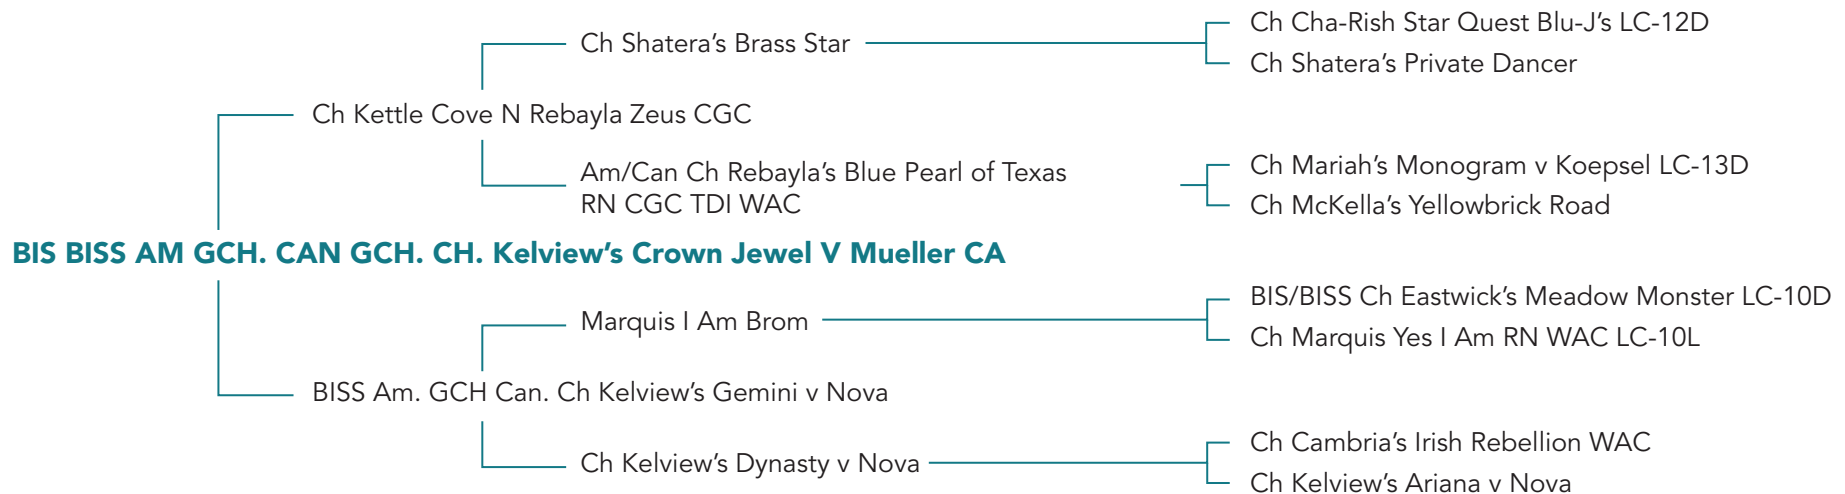 Ch Cha-Rish Star Quest Blu-J’s LC-12D
Ch Shatera’s Brass Star
Ch Shatera’s Private Dancer
Ch Kettle Cove N Rebayla Zeus CGC
Am/Can Ch Rebayla’s Blue Pearl of Texas
RN CGC TDI WAC
Ch Mariah’s Monogram v Koepsel LC-13D
Ch McKella’s Yellowbrick Road
BIS BISS AM GCH. CAN GCH. CH. Kelview’s Crown Jewel V Mueller CA
BIS/BISS Ch Eastwick’s Meadow Monster LC-10D
Marquis I Am Brom
Ch Marquis Yes I Am RN WAC LC-10L
BISS Am. GCH Can. Ch Kelview’s Gemini v Nova
Ch Cambria’s Irish Rebellion WAC
Ch Kelview’s Dynasty v Nova
Ch Kelview’s Ariana v Nova